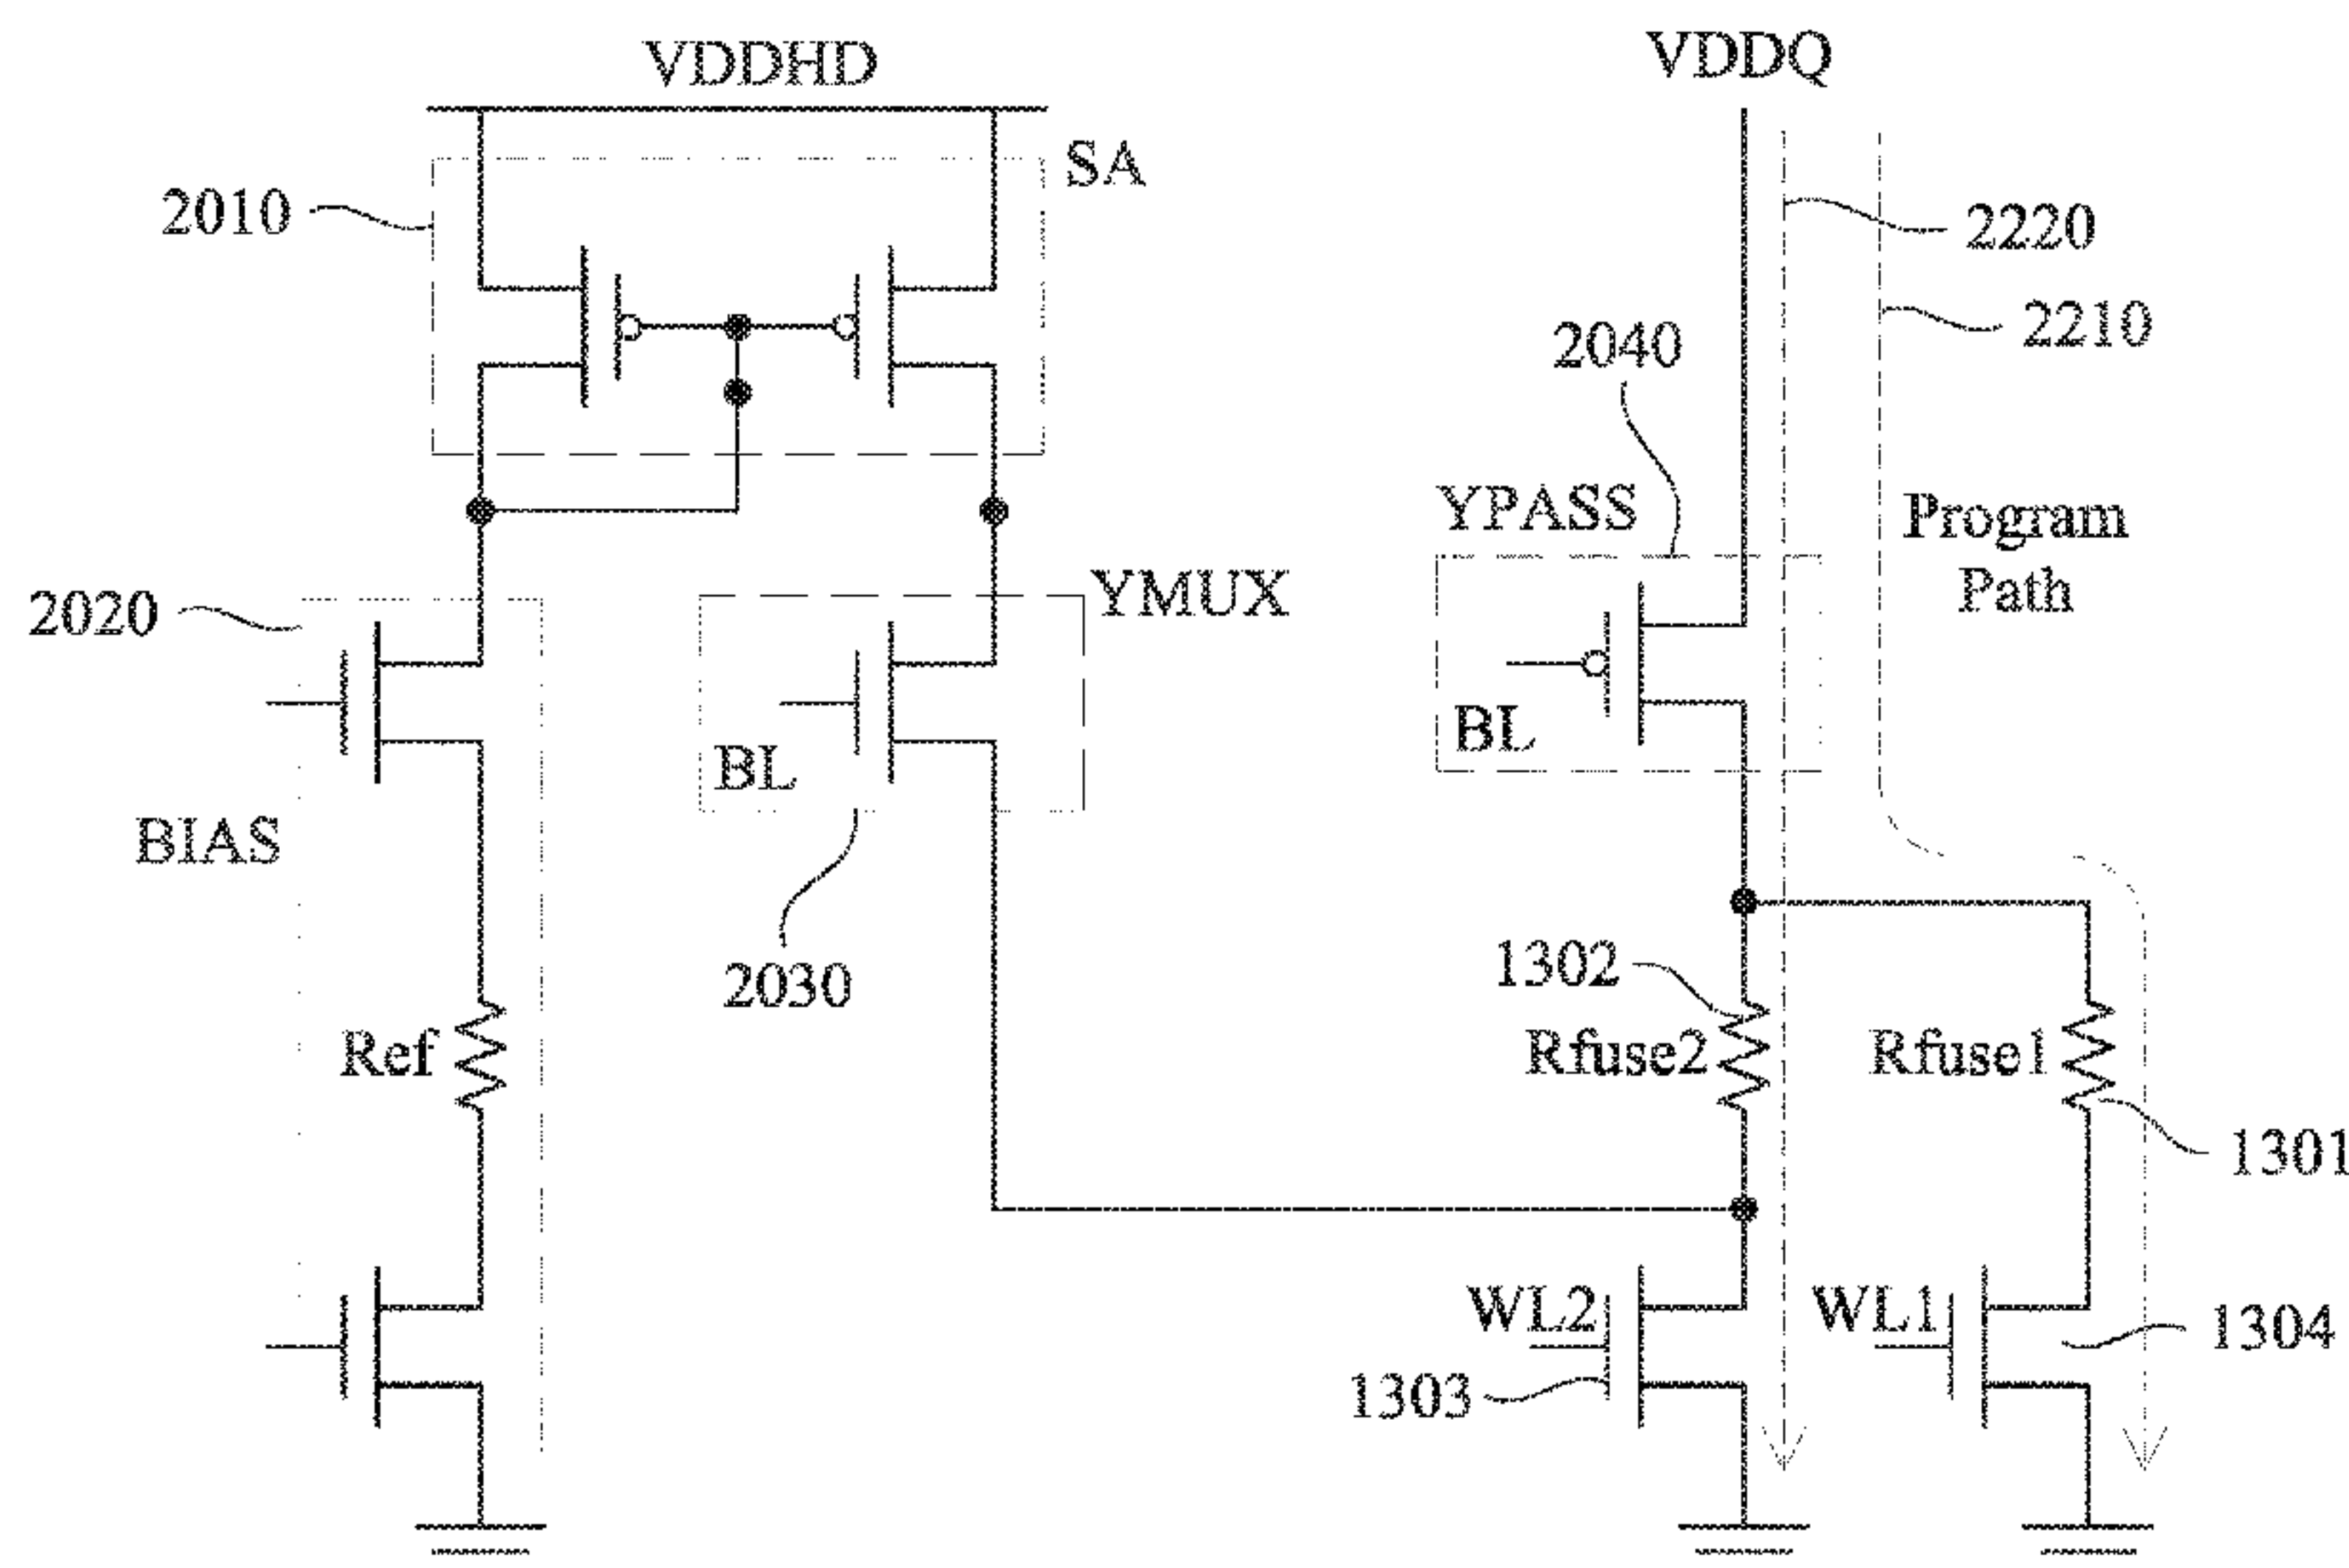 VDDHD
VDDQ
SA
2010
2220
2210
2040
YPASS
Program
Path
YMUX
2020
BL
BL
BIAS
2030
1302
Ref
Rfuse2
Rfuse1
1301
WL2
WL1
1304
1303